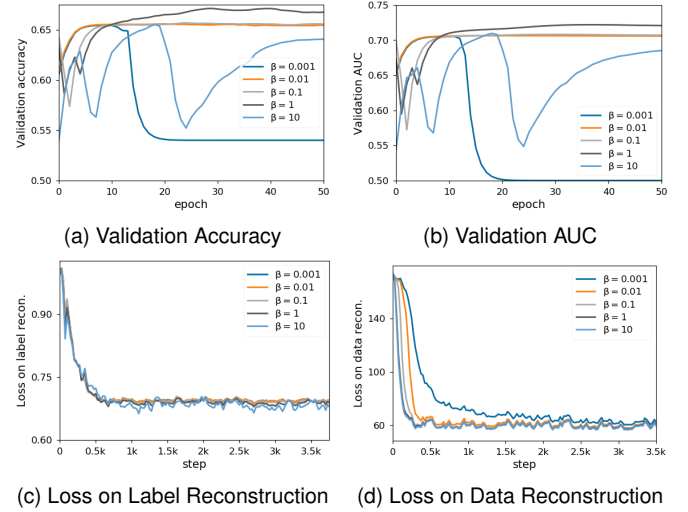 0.65
0.60
0.55
0.50
Validation accuracy
β = 0.001
β = 0.01
β = 0.1
β = 1
β = 10
0 10 20 30 40 50
epoch
(a) Validation Accuracy
0.70
0.65
0.60
0.55
0.50
Validation AUC
β = 0.001
β = 0.01
β = 0.1
β = 1
β = 10
0 10 20 30 40 50
epoch
(b) Validation AUC
0.90
0.75
0.60
Loss on label recon.
β = 0.001
β = 0.01
β = 0.1
β = 1
β = 10
0 0.5k 1k 1.5k 2k 2.5k 3k 3.5k
step
(c) Loss on Label Reconstruction
140
100
60
Loss on data recon.
β = 0.001
β = 0.01
β = 0.1
β = 1
β = 10
0 0.5k 1k 1.5k 2k 2.5k 3k 3.5k
step
(d) Loss on Data Reconstruction